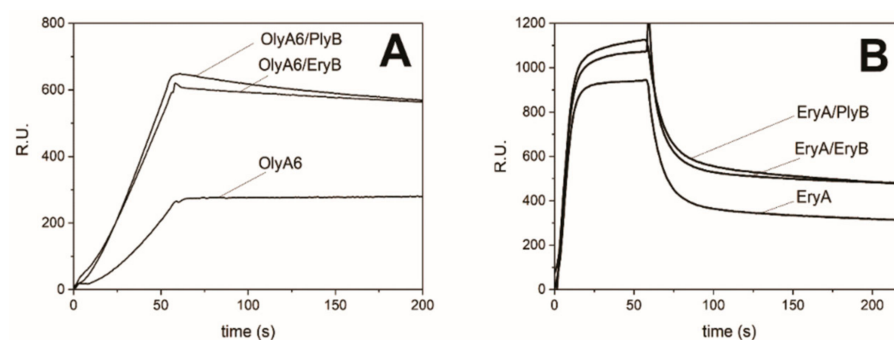 A
OlyA6/PlyB
OlyA6/EryB
OlyA6
R.U.
800
600
400
200
0
0 50 100 150 200
time (s)
B
EryA/PlyB
EryA/EryB
EryA
R.U.
1200
1000
800
600
400
200
0
0 50 100 150 200
time (s)